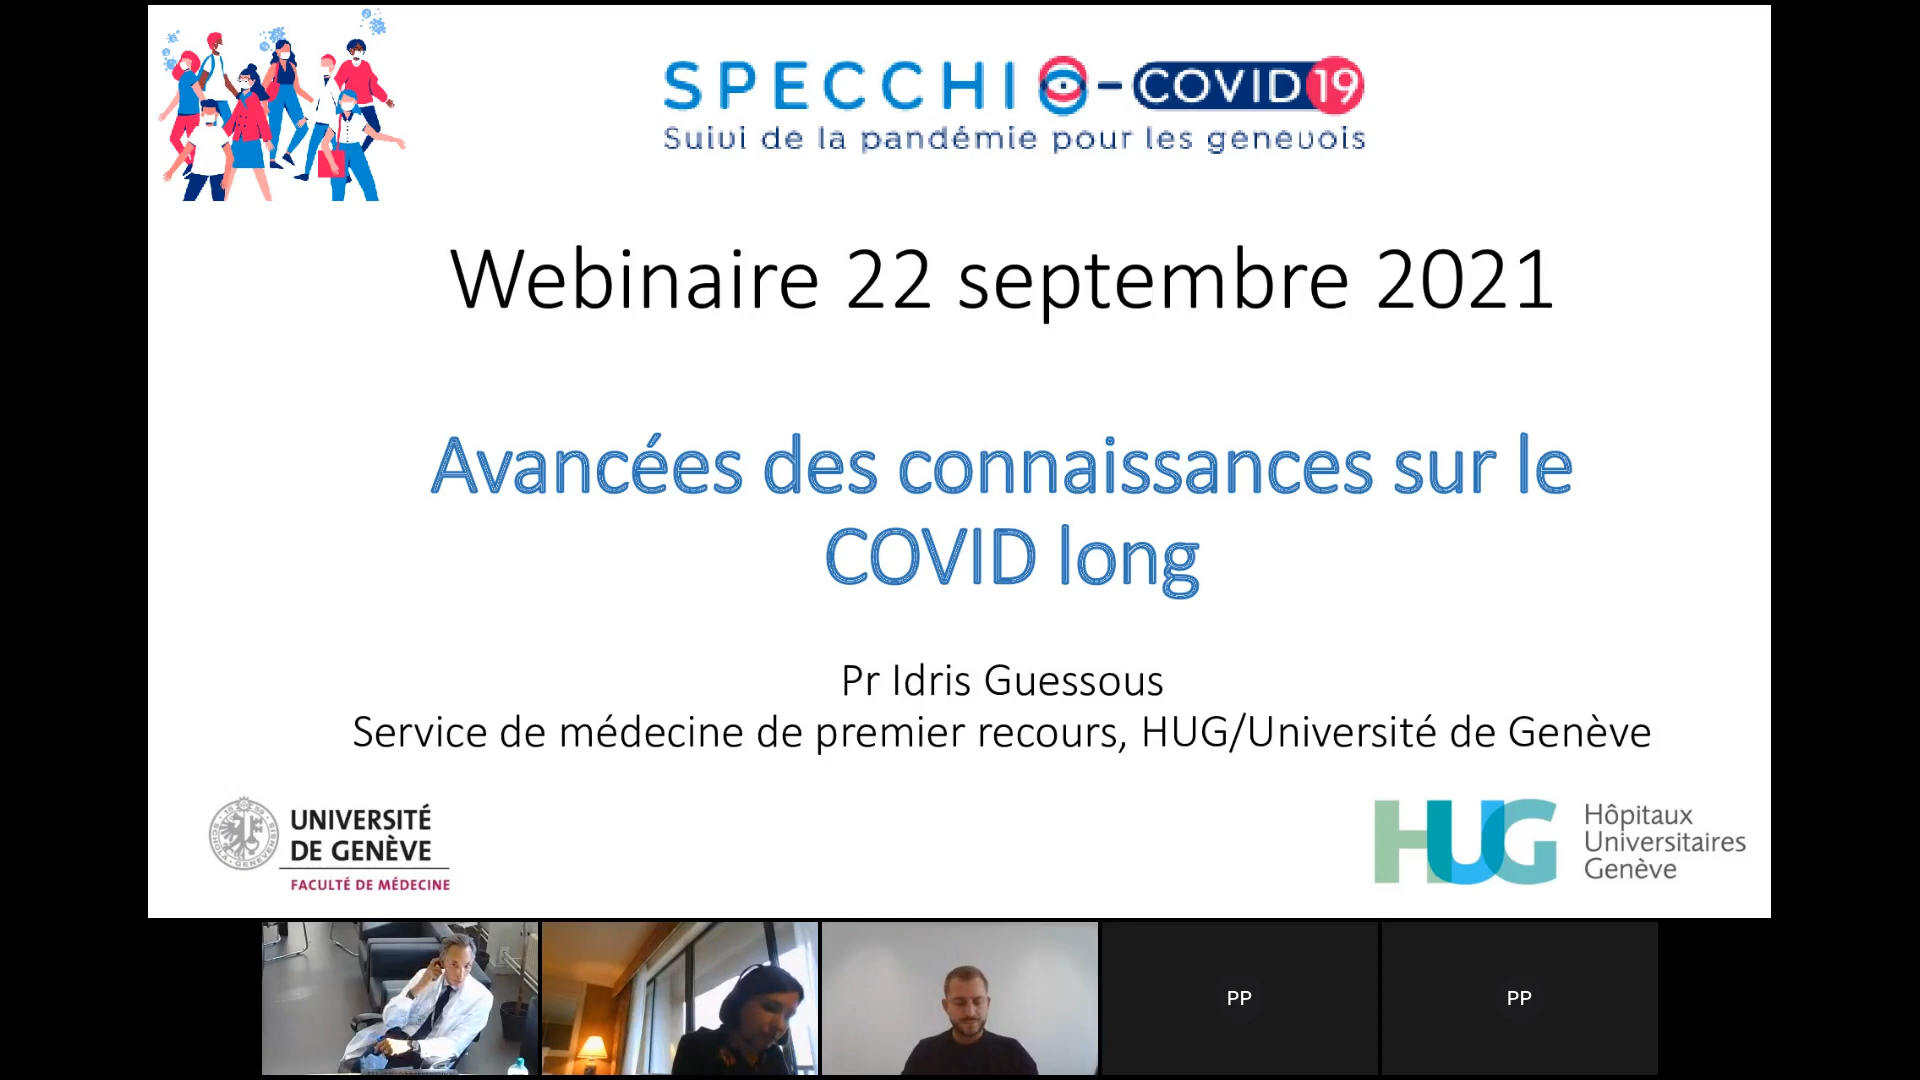 SPECCHIO-COVID19
Suivi de la pandémie pour les genevois
Webinaire 22 septembre 2021
Avancées des connaissances sur le
COVID long
Pr Idris Guessous
Service de médecine de premier recours, HUG/Université de Genève
UNIVERSITÉ
DE GENÈVE
FACULTÉ DE MÉDECINE
HUG
Hôpitaux
Universitaires
Genève
PP
PP